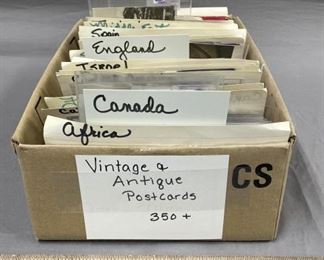 Spain
England
Israel
Canada
Africa
Vintage &
Antique
Postcards
350 +
CS